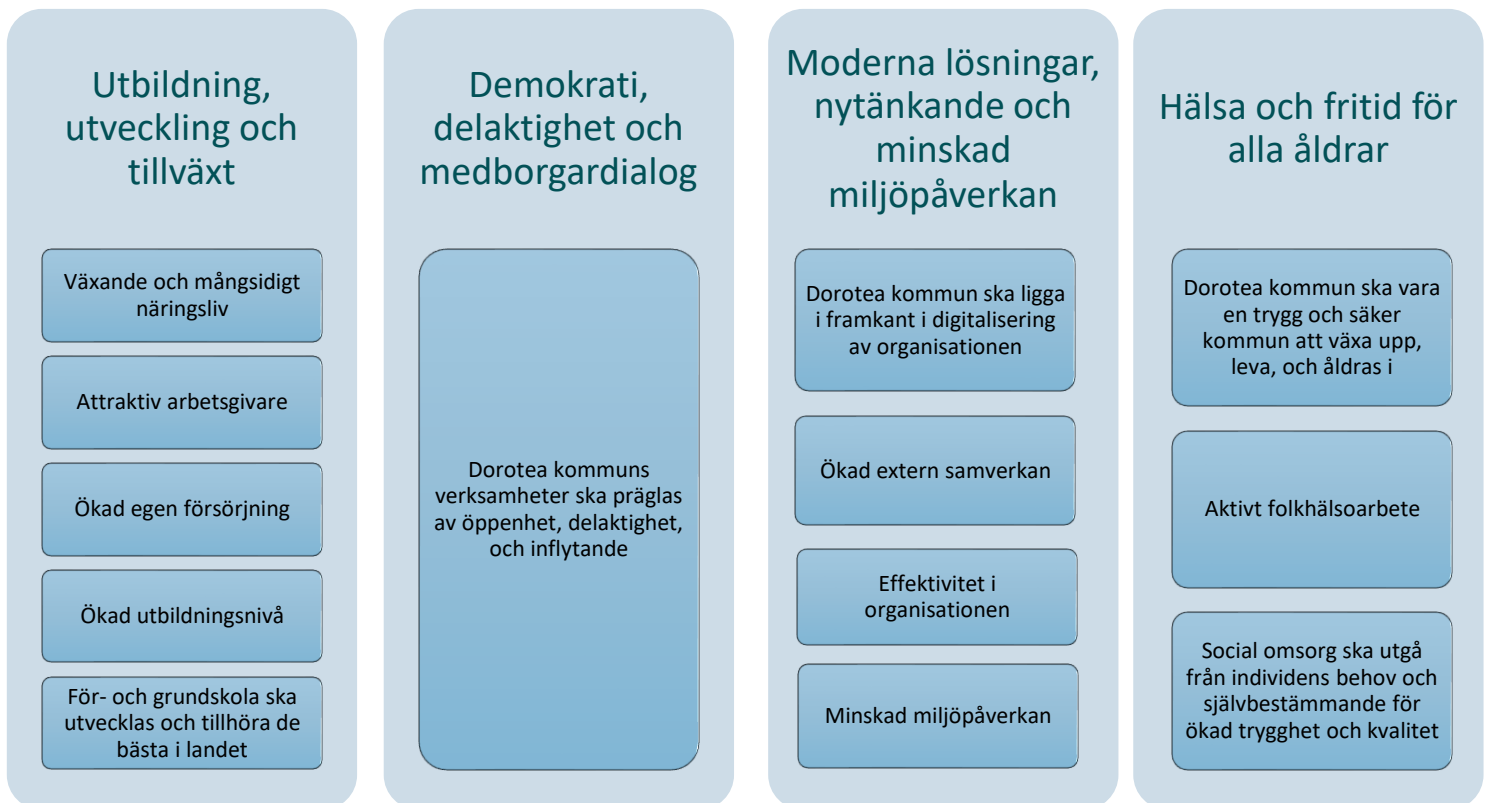 Utbildning,
utveckling och
tillväxt
Växande och mångsidigt
näringsliv
Attraktiv arbetsgivare
Ökad egen försörjning
Ökad utbildningsnivå
För- och grundskola ska
utvecklas och tillhöra de
bästa i landet
Demokrati,
delaktighet och
medborgardialog
Dorotea kommuns
verksamheter ska präglas
av öppenhet, delaktighet,
och inflytande
Moderna lösningar,
nytänkande och
minskad
miljöpåverkan
Dorotea kommun ska ligga
i framkant i digitalisering
av organisationen
Ökad extern samverkan
Effektivitet i
organisationen
Minskad miljöpåverkan
Hälsa och fritid för
alla åldrar
Dorotea kommun ska vara
en trygg och säker
kommun att växa upp,
leva, och åldras i
Aktivt folkhälsoarbete
Social omsorg ska utgå
från individens behov och
självbestämmande för
ökad trygghet och kvalitet